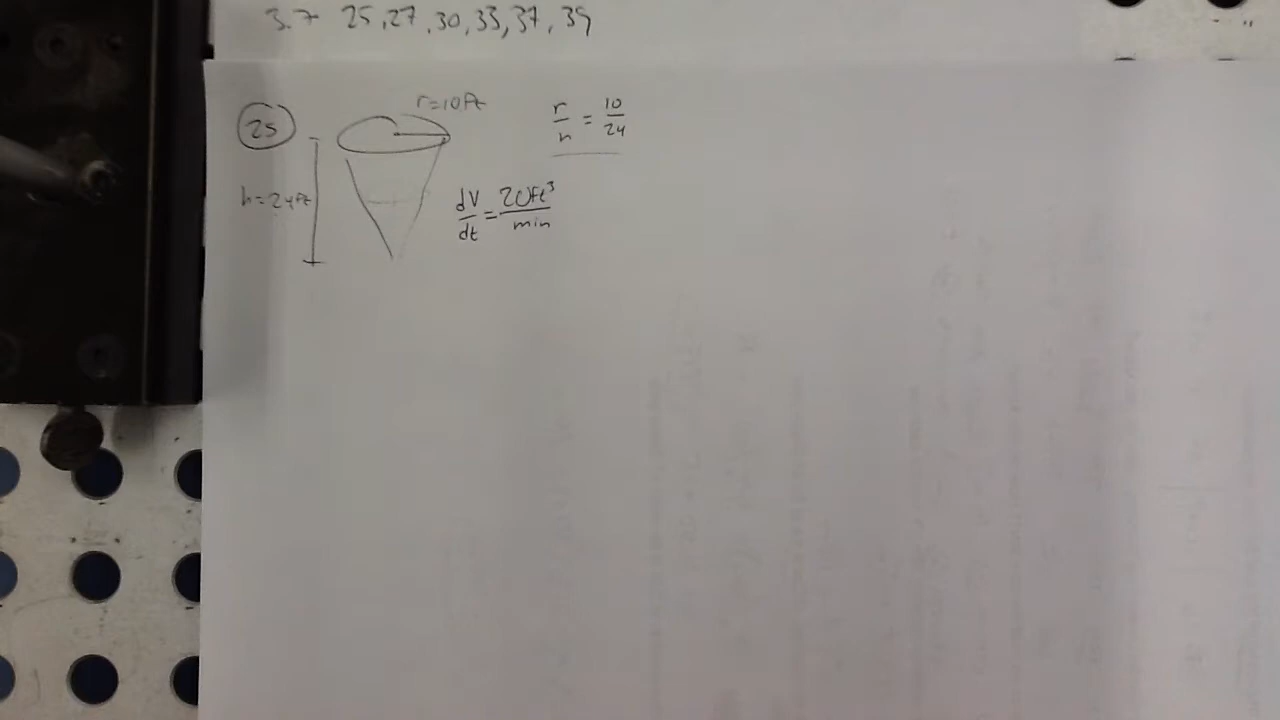 3.7 25, 27, 30, 33, 37, 39
25
r=10ft
r/h = 10/24
h=24ft
dV/dt = 20ft³/min